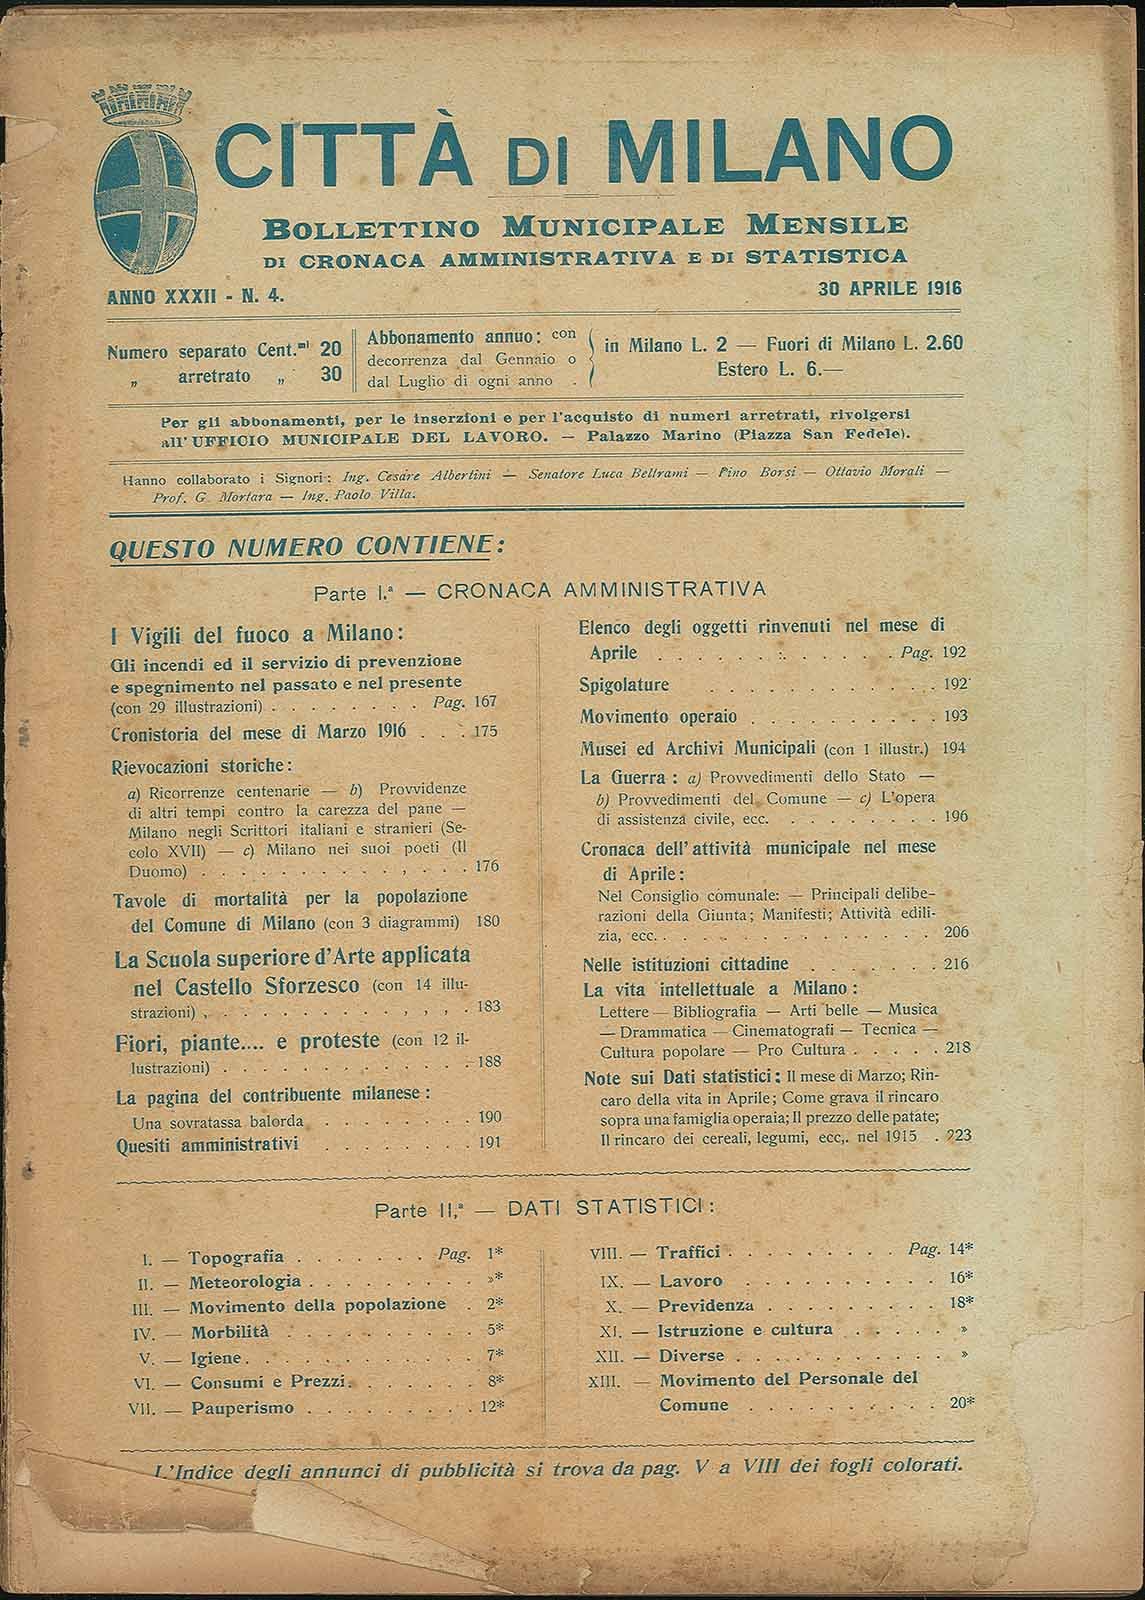 CITTÀ DI MILANO
BOLLETTINO MUNICIPALE MENSILE
DI CRONACA AMMINISTRATIVA E DI STATISTICA
ANNO XXXII - N. 4.
30 APRILE 1916
Numero separato Cent.mi 20
„ arretrato „ 30
Abbonamento annuo: con
decorrenza dal Gennaio o
dal Luglio di ogni anno .
in Milano L. 2 — Fuori di Milano L. 2.60
Estero L. 6.—
Per gli abbonamenti, per le inserzioni e per l'acquisto di numeri arretrati, rivolgersi
all'UFFICIO MUNICIPALE DEL LAVORO. — Palazzo Marino (Piazza San Fedele).
Hanno collaborato i Signori: Ing. Cesare Albertini — Senatore Luca Beltrami — Pino Borsi — Ottavio Morali —
Prof. G. Mortara — Ing. Paolo Villa.
QUESTO NUMERO CONTIENE:
Parte I.ª — CRONACA AMMINISTRATIVA
I Vigili del fuoco a Milano:
Gli incendi ed il servizio di prevenzione
e spegnimento nel passato e nel presente
(con 29 illustrazioni) . . . . . . . . Pag. 167
Cronistoria del mese di Marzo 1916 . . . 175
Rievocazioni storiche:
a) Ricorrenze centenarie — b) Provvidenze
di altri tempi contro la carezza del pane —
Milano negli Scrittori italiani e stranieri (Se-
colo XVII) — c) Milano nei suoi poeti (Il
Duomo) . . . . . . . . . . . . . 176
Tavole di mortalità per la popolazione
del Comune di Milano (con 3 diagrammi) 180
La Scuola superiore d'Arte applicata
nel Castello Sforzesco (con 14 illu-
strazioni) , . . . . . . . . . . . . 183
Fiori, piante.... e proteste (con 12 il-
lustrazioni) . . . . . . . . . . . . . 188
La pagina del contribuente milanese:
Una sovratassa balorda . . . . . . . . 190
Quesiti amministrativi . . . . . . . . 191
Elenco degli oggetti rinvenuti nel mese di
Aprile . . . . . . . . . . . . Pag. 192
Spigolature . . . . . . . . . . . . 192
Movimento operaio . . . . . . . . . . 193
Musei ed Archivi Municipali (con 1 illustr.) 194
La Guerra: a) Provvedimenti dello Stato —
b) Provvedimenti del Comune — c) L'opera
di assistenza civile, ecc. . . . . . . . . 196
Cronaca dell'attività municipale nel mese
di Aprile:
Nel Consiglio comunale: — Principali delibe-
razioni della Giunta; Manifesti; Attività edili-
zia, ecc. . . . . . . . . . . . . . . 206
Nelle istituzioni cittadine . . . . . . . 216
La vita intellettuale a Milano:
Lettere — Bibliografia — Arti belle — Musica
— Drammatica — Cinematografi — Tecnica —
Cultura popolare — Pro Cultura . . . . . 218
Note sui Dati statistici: Il mese di Marzo; Rin-
caro della vita in Aprile; Come grava il rincaro
sopra una famiglia operaia; Il prezzo delle patate;
Il rincaro dei cereali, legumi, ecc,. nel 1915 . 223
Parte II,ª — DATI STATISTICI:
I. — Topografia . . . . . . . . Pag. 1*
II. — Meteorologia . . . . . . . . . »*
III. — Movimento della popolazione . 2*
IV. — Morbilità . . . . . . . . . . 5*
V. — Igiene . . . . . . . . . . . . 7*
VI. — Consumi e Prezzi . . . . . . . 8*
VII. — Pauperismo . . . . . . . . . 12*
VIII. — Traffici . . . . . . . . . Pag. 14*
IX. — Lavoro . . . . . . . . . . 16*
X. — Previdenza . . . . . . . . . 18*
XI. — Istruzione e cultura . . . . . . »
XII. — Diverse . . . . . . . . . . . »
XIII. — Movimento del Personale del
Comune . . . . . . . . . . 20*
L'Indice degli annunci di pubblicità si trova da pag. V a VIII dei fogli colorati.